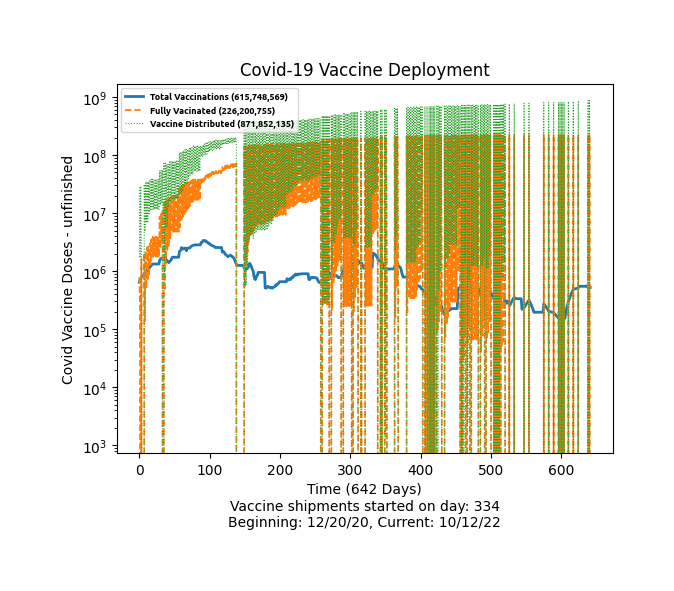 Covid-19 Vaccine Deployment
Total Vaccinations (615,748,569)
Fully Vacinated (226,200,755)
Vaccine Distributed (871,852,135)
Covid Vaccine Doses - unfinished
10⁹
10⁸
10⁷
10⁶
10⁵
10⁴
10³
0 100 200 300 400 500 600
Time (642 Days)
Vaccine shipments started on day: 334
Beginning: 12/20/20, Current: 10/12/22